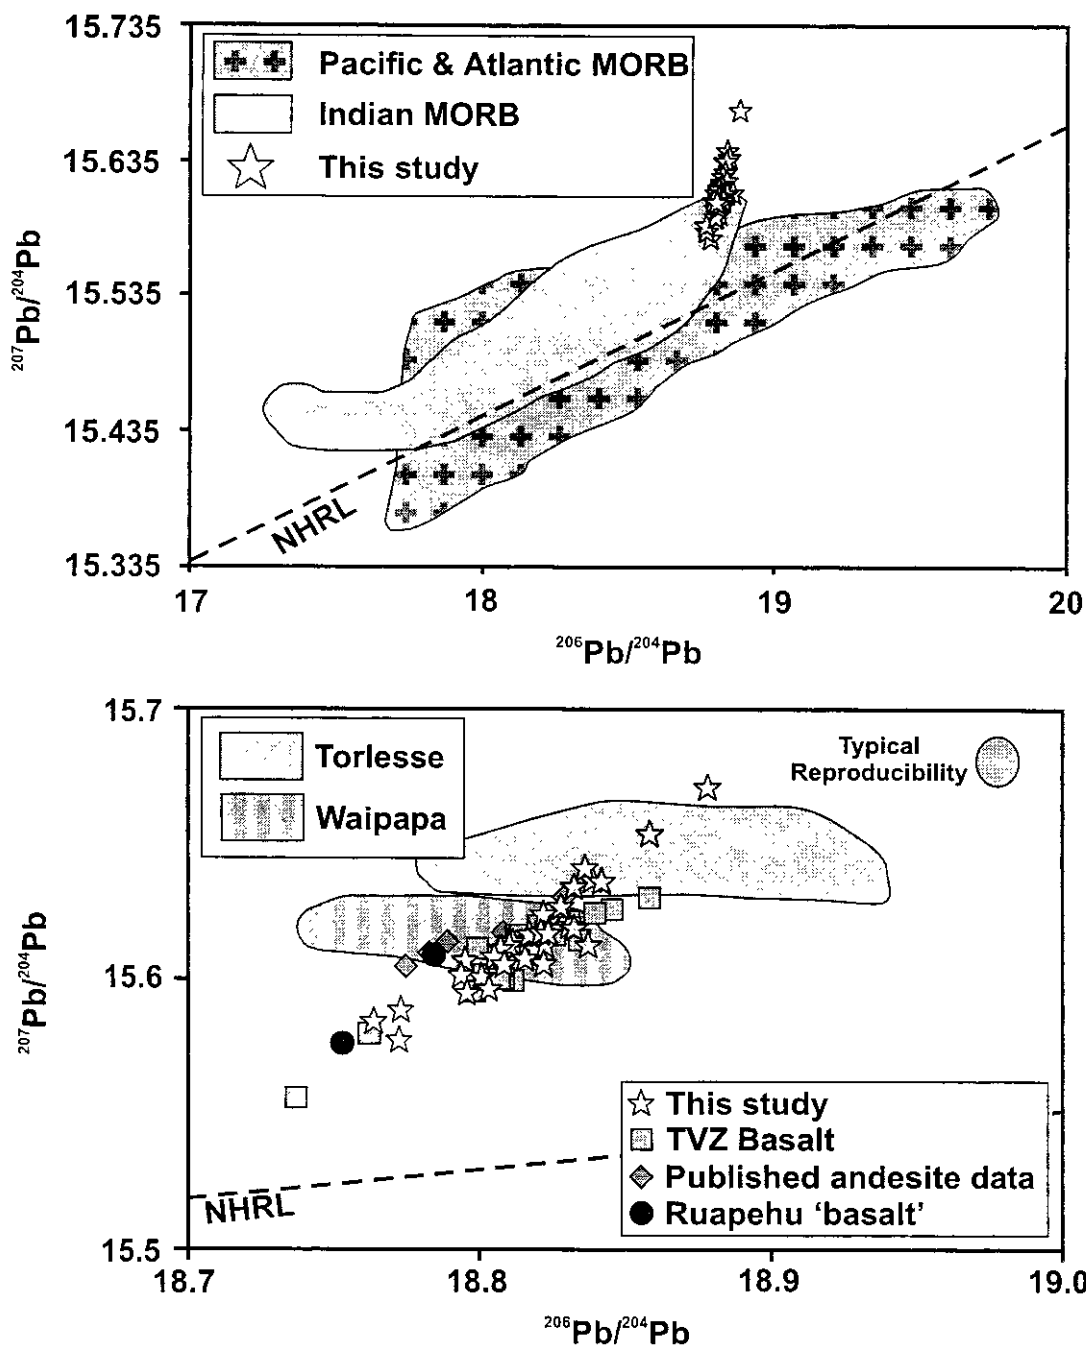 15.735
15.635
15.535
15.435
15.335
²⁰⁷Pb/²⁰⁴Pb
Pacific & Atlantic MORB
Indian MORB
This study
NHRL
17
18
19
20
²⁰⁶Pb/²⁰⁴Pb
15.7
15.6
15.5
²⁰⁷Pb/²⁰⁴Pb
Torlesse
Waipapa
Typical
Reproducibility
This study
TVZ Basalt
Published andesite data
Ruapehu ‘basalt’
NHRL
18.7
18.8
18.9
19.0
²⁰⁶Pb/²⁰⁴Pb